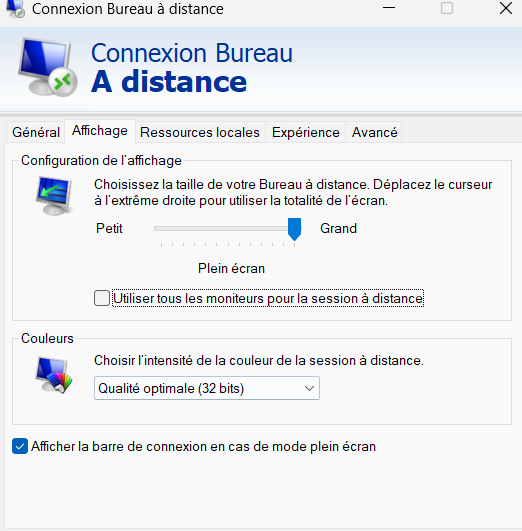 Connexion Bureau à distance
Connexion Bureau
A distance
Général Affichage Ressources locales Expérience Avancé
Configuration de l'affichage
Choisissez la taille de votre Bureau à distance. Déplacez le curseur
à l'extrême droite pour utiliser la totalité de l'écran.
Petit Grand
Plein écran
Utiliser tous les moniteurs pour la session à distance
Couleurs
Choisir l'intensité de la couleur de la session à distance.
Qualité optimale (32 bits)
Afficher la barre de connexion en cas de mode plein écran